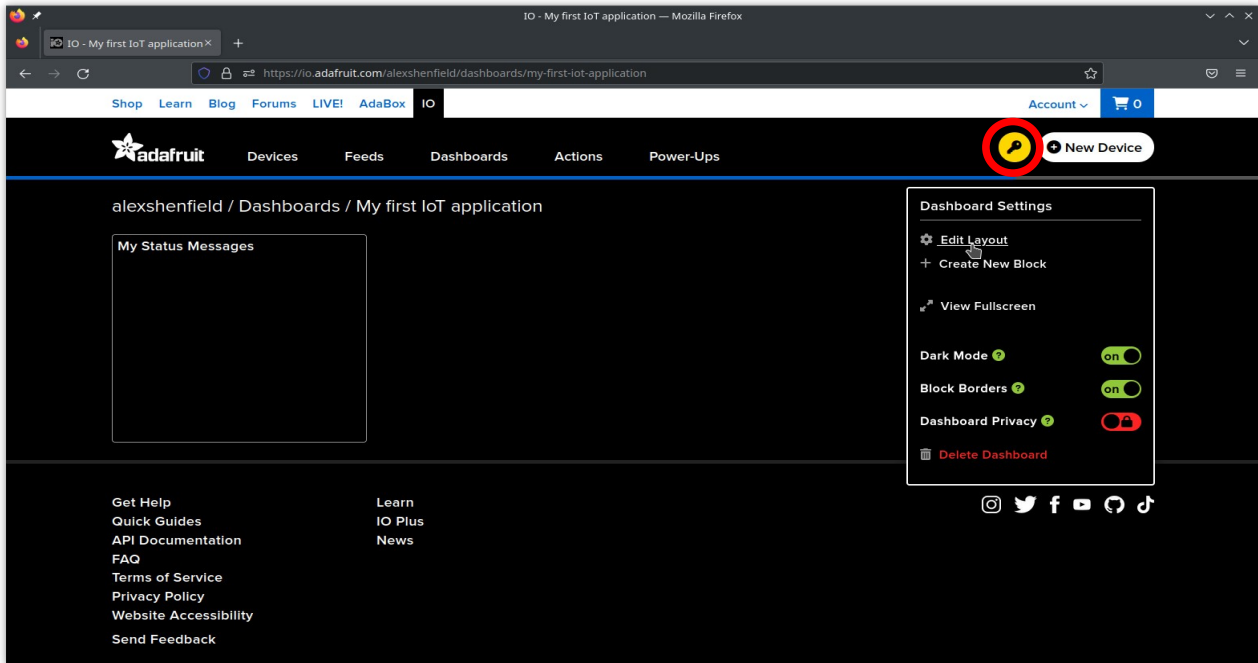 IO - My first IoT application — Mozilla Firefox
IO - My first IoT application
https://io.adafruit.com/alexshenfield/dashboards/my-first-iot-application
Shop Learn Blog Forums LIVE! AdaBox IO Account 0
adafruit Devices Feeds Dashboards Actions Power-Ups New Device
alexshenfield / Dashboards / My first IoT application
My Status Messages
Dashboard Settings
Edit Layout
Create New Block
View Fullscreen
Dark Mode ? on
Block Borders ? on
Dashboard Privacy ?
Delete Dashboard
Get Help
Quick Guides
API Documentation
FAQ
Terms of Service
Privacy Policy
Website Accessibility
Send Feedback
Learn
IO Plus
News